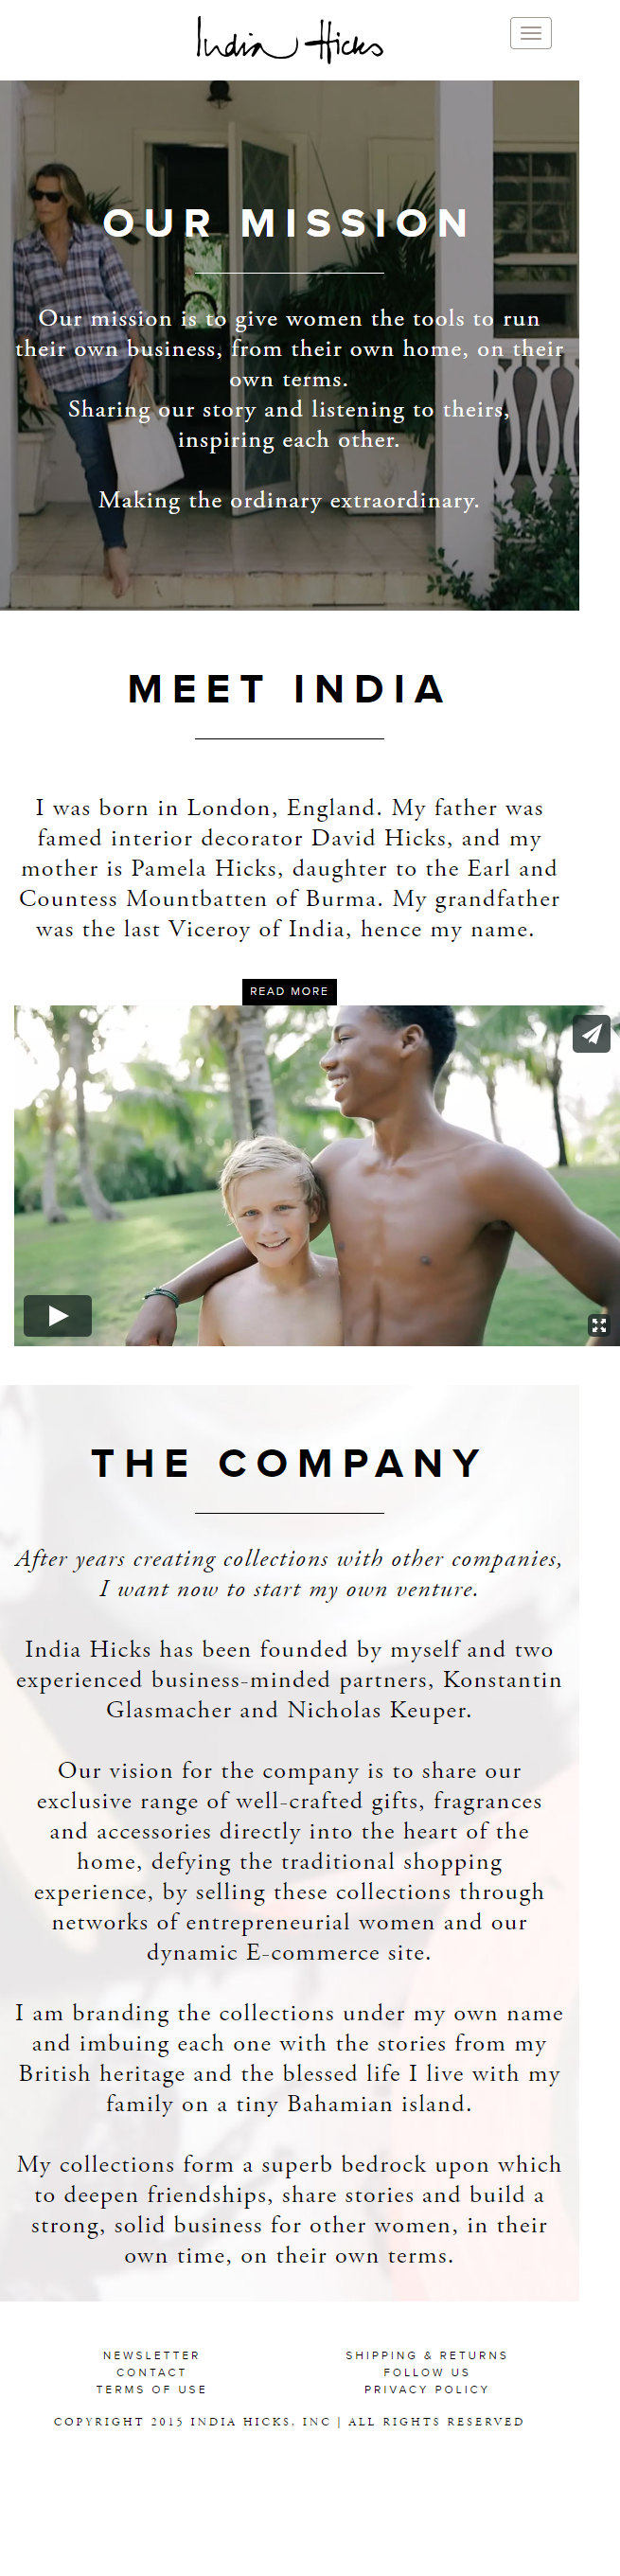 India Hicks
OUR MISSION
Our mission is to give women the tools to run
their own business, from their own home, on their
own terms.
Sharing our story and listening to theirs,
inspiring each other.
Making the ordinary extraordinary.
MEET INDIA
I was born in London, England. My father was
famed interior decorator David Hicks, and my
mother is Pamela Hicks, daughter to the Earl and
Countess Mountbatten of Burma. My grandfather
was the last Viceroy of India, hence my name.
READ MORE
THE COMPANY
After years creating collections with other companies,
I want now to start my own venture.
India Hicks has been founded by myself and two
experienced business-minded partners, Konstantin
Glasmacher and Nicholas Keuper.
Our vision for the company is to share our
exclusive range of well-crafted gifts, fragrances
and accessories directly into the heart of the
home, defying the traditional shopping
experience, by selling these collections through
networks of entrepreneurial women and our
dynamic E-commerce site.
I am branding the collections under my own name
and imbuing each one with the stories from my
British heritage and the blessed life I live with my
family on a tiny Bahamian island.
My collections form a superb bedrock upon which
to deepen friendships, share stories and build a
strong, solid business for other women, in their
own time, on their own terms.
NEWSLETTER
CONTACT
TERMS OF USE
SHIPPING & RETURNS
FOLLOW US
PRIVACY POLICY
COPYRIGHT 2015 INDIA HICKS, INC | ALL RIGHTS RESERVED